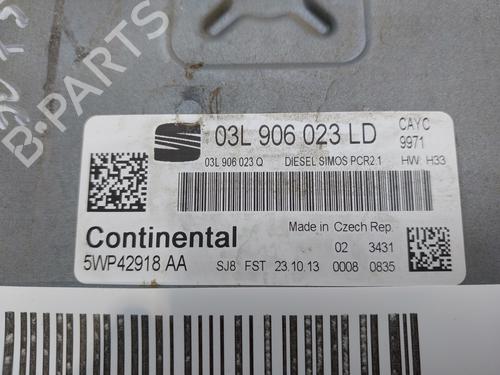 03L 906 023 LD
CAYC
9971
03L 906 023 Q DIESEL SIMOS PCR2.1 HW: H33
Continental
Made in Czech Rep.
02 3431
5WP42918 AA SJ8 FST 23.10.13 0008 0835
B-PARTS